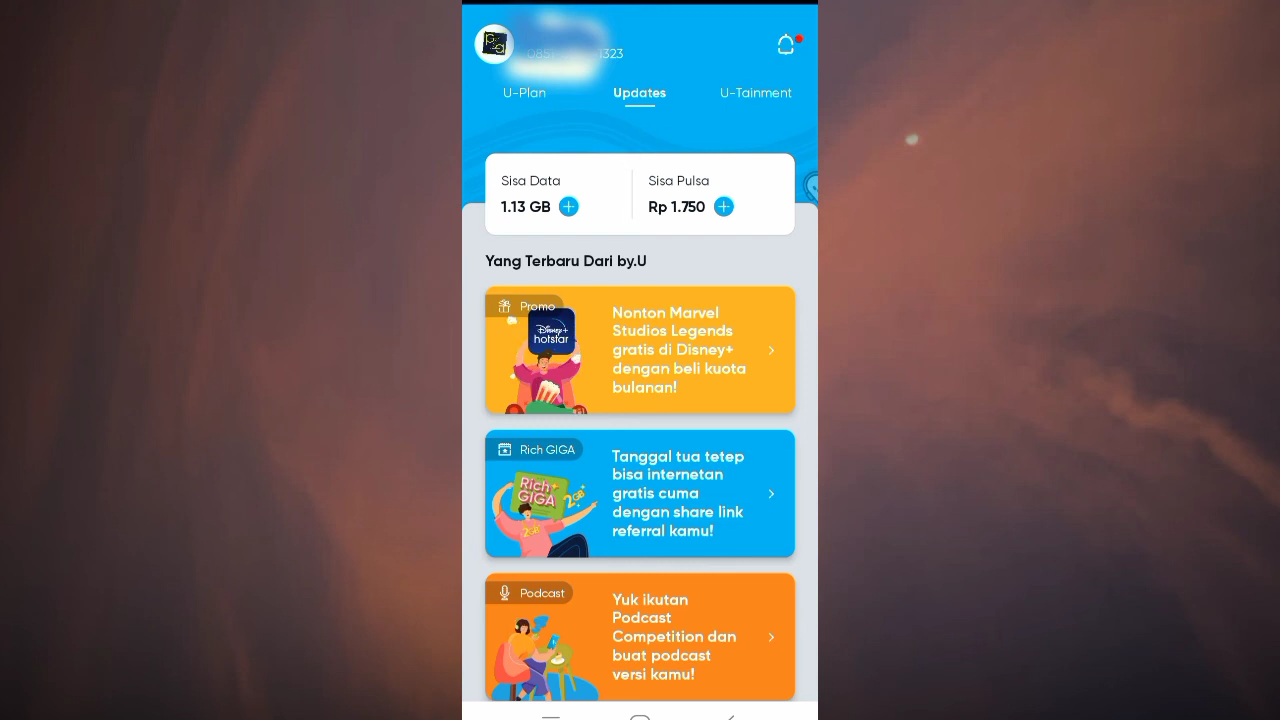 1323
U-Plan
Updates
U-Tainment
Sisa Data
1.13 GB
Sisa Pulsa
Rp 1.750
Yang Terbaru Dari by.U
Promo
Disney+
hotstar
Nonton Marvel
Studios Legends
gratis di Disney+
dengan beli kuota
bulanan!
Rich GIGA
Rich
GIGA
2GB
2GB
Tanggal tua tetep
bisa internetan
gratis cuma
dengan share link
referral kamu!
Podcast
Yuk ikutan
Podcast
Competition dan
buat podcast
versi kamu!